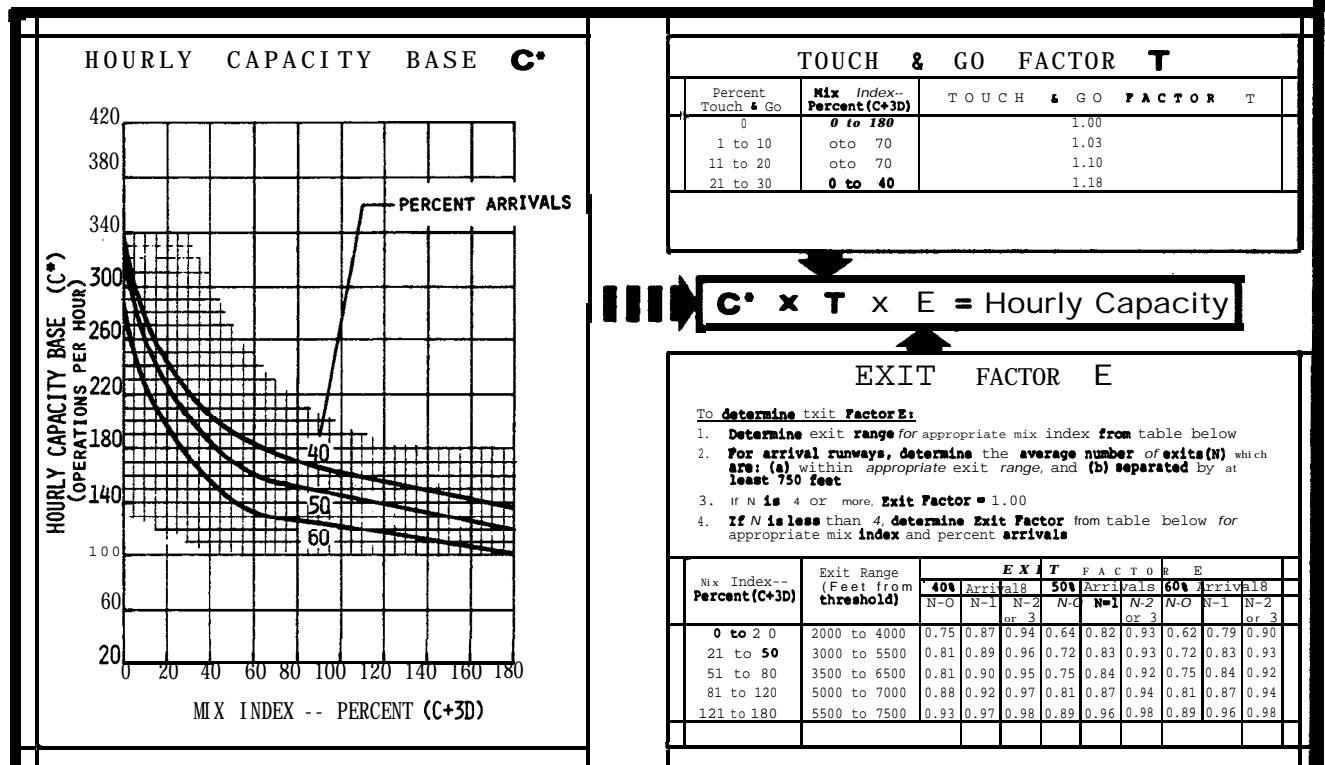 HOURLY CAPACITY BASE C*
420
380
340
300
260
220
180
140
100
60
20
HOURLY CAPACITY BASE (C*)
(OPERATIONS PER HOUR)
PERCENT ARRIVALS
40
50
60
0 20 40 60 80 100 120 140 160 180
MIX INDEX -- PERCENT (C+3D)
TOUCH & GO FACTOR T
Percent Touch & Go
Mix Index-- Percent(C+3D)
TOUCH & GO FACTOR T
0 0 to 180 1.00
1 to 10 oto 70 1.03
11 to 20 oto 70 1.10
21 to 30 0 to 40 1.18
C* x T x E = Hourly Capacity
EXIT FACTOR E
To determine txit Factor E:
1. Determine exit range for appropriate mix index from table below
2. For arrival runways, determine the average number of exits(N) which
are: (a) within appropriate exit range, and (b) separated by at
least 750 feet
3. If N is 4 or more, Exit Factor = 1.00
4. If N is less than 4, determine Exit Factor from table below for
appropriate mix index and percent arrivals
Nix Index-- Percent(C+3D)
Exit Range (Feet from threshold)
EXIT FACTOR E
40% Arrival8 50% Arrivals 60% Arrival8
N-0 N-1 N-2 or 3 N-0 N=1 N-2 or 3 N-O N-1 N-2 or 3
0 to 2 0 2000 to 4000 0.75 0.87 0.94 0.64 0.82 0.93 0.62 0.79 0.90
21 to 50 3000 to 5500 0.81 0.89 0.96 0.72 0.83 0.93 0.72 0.83 0.93
51 to 80 3500 to 6500 0.81 0.90 0.95 0.75 0.84 0.92 0.75 0.84 0.92
81 to 120 5000 to 7000 0.88 0.92 0.97 0.81 0.87 0.94 0.81 0.87 0.94
121 to 180 5500 to 7500 0.93 0.97 0.98 0.89 0.96 0.98 0.89 0.96 0.98